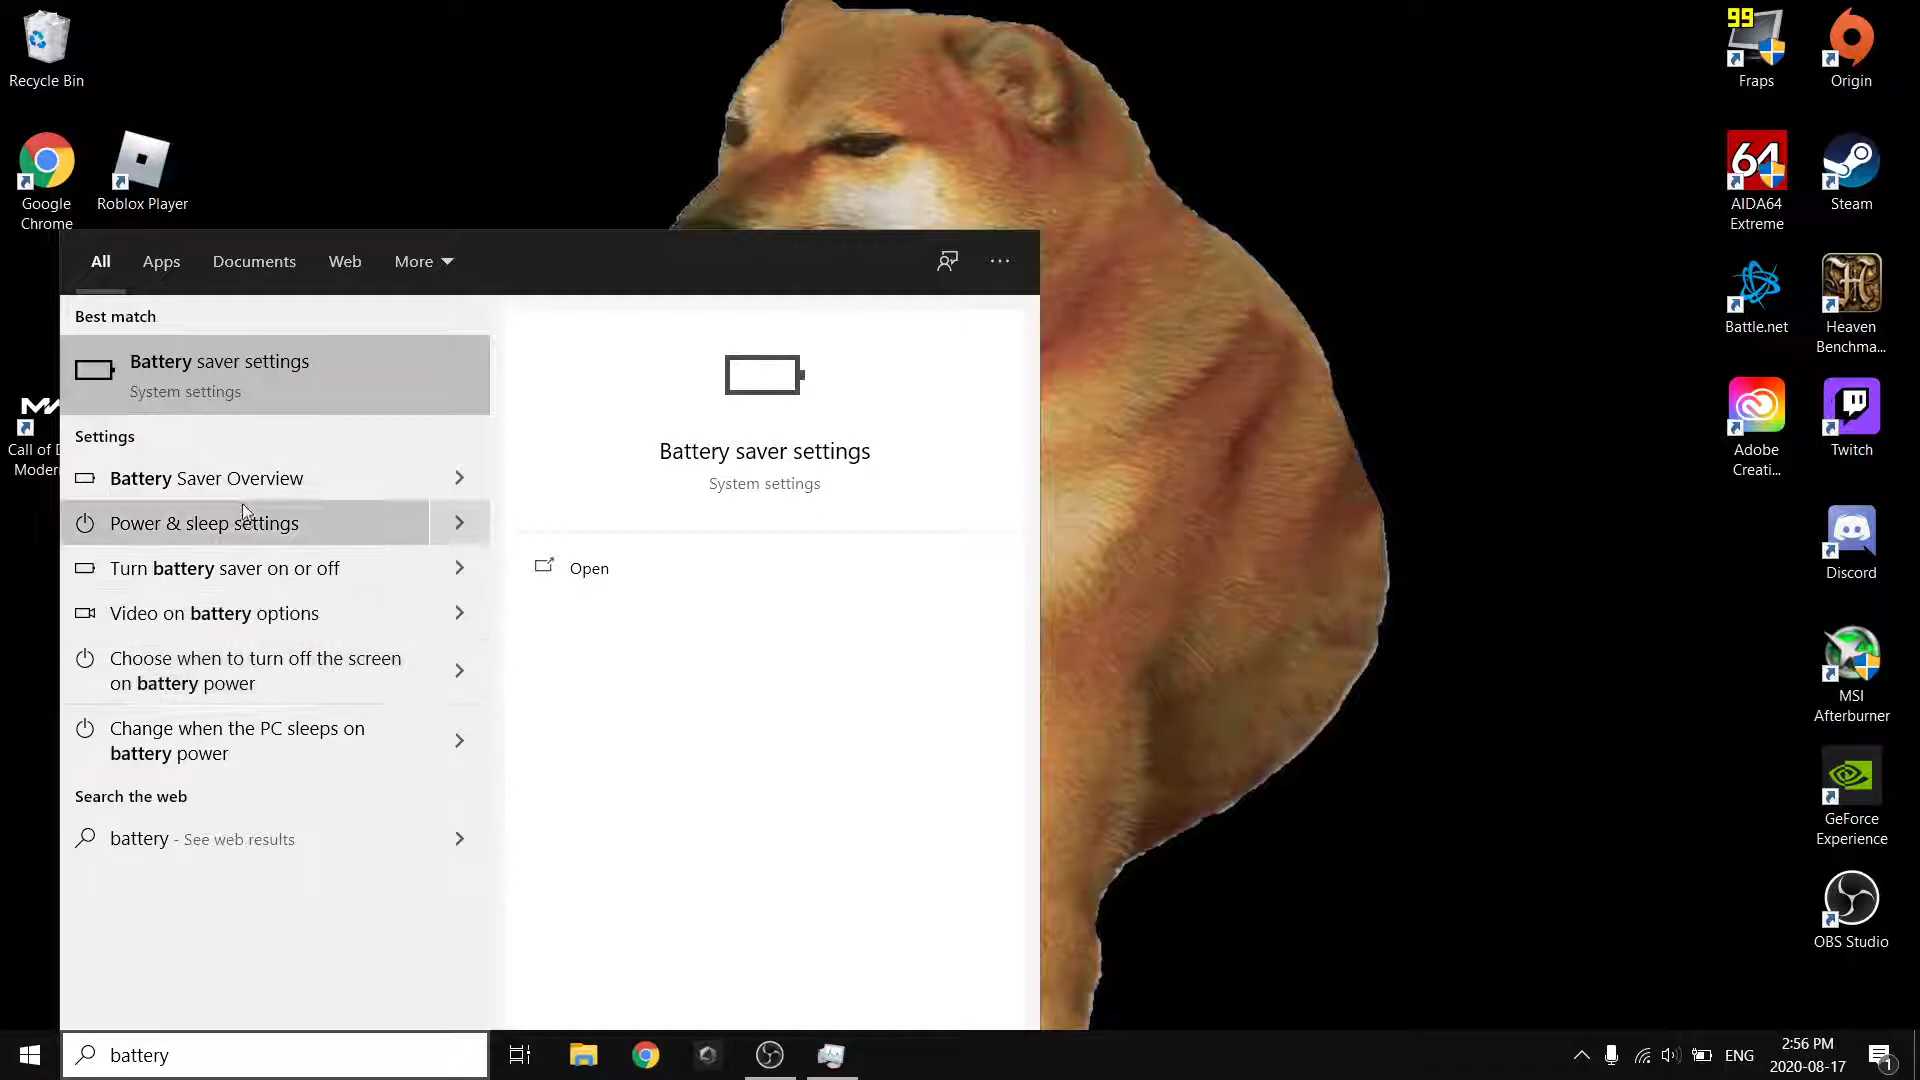 Recycle Bin
Google
Chrome
Roblox Player
Call of D
Moder
99
Fraps
Origin
64
AIDA64
Extreme
Steam
Battle.net
Heaven
Benchma...
Adobe
Creati...
Twitch
Discord
MSI
Afterburner
GeForce
Experience
OBS Studio
All
Apps
Documents
Web
More
Best match
Battery saver settings
System settings
Settings
Battery Saver Overview
Power & sleep settings
Turn battery saver on or off
Video on battery options
Choose when to turn off the screen
on battery power
Change when the PC sleeps on
battery power
Search the web
battery - See web results
Battery saver settings
System settings
Open
battery
ENG
2:56 PM
2020-08-17
1